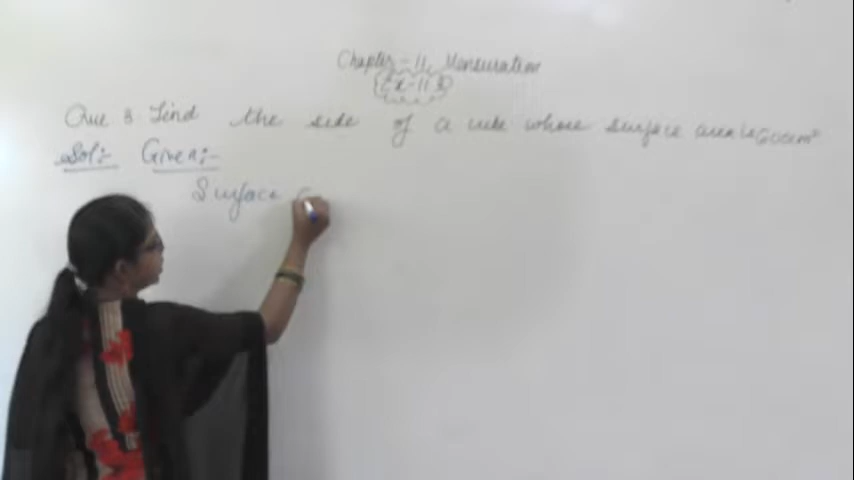 Chapter - 11, Mensuration
{Ex-11.3}
Que 3. Find the side of a cube whose surface area is 600cm²
Sol:- Given:-
Surface